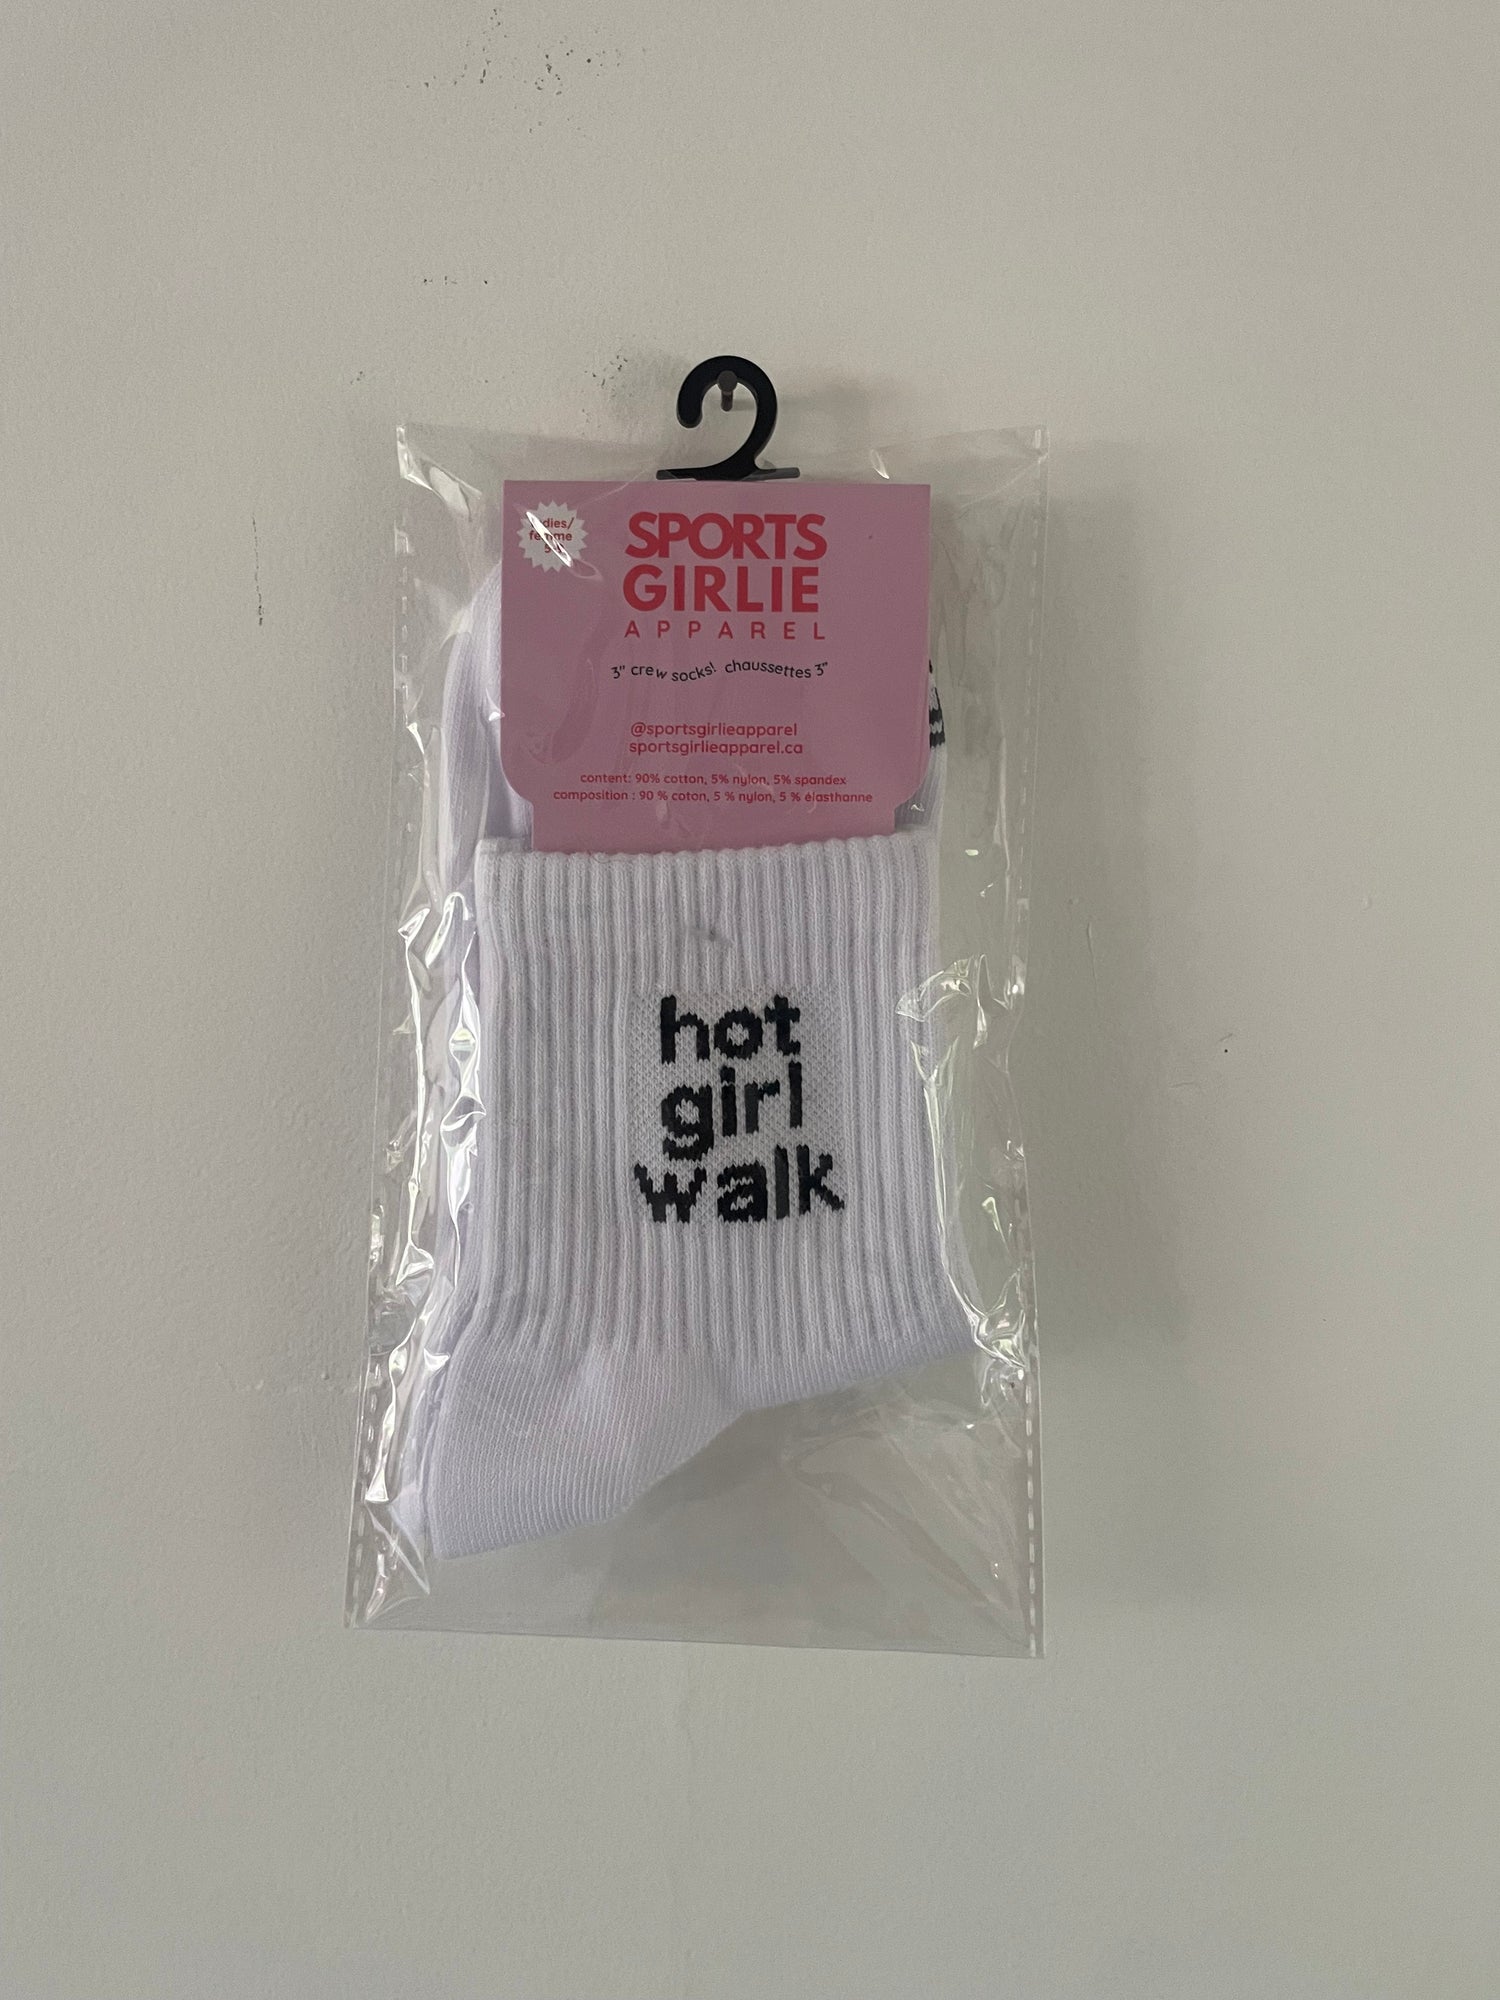 femme
SPORTS
GIRLIE
APPAREL
3" crew socks! chaussettes 3"
@sportsgirlieapparel
sportsgirlieapparel.ca
content: 90% cotton, 5% nylon, 5% spandex
composition : 90 % coton, 5 % nylon, 5 % élasthanne
hot
girl
walk